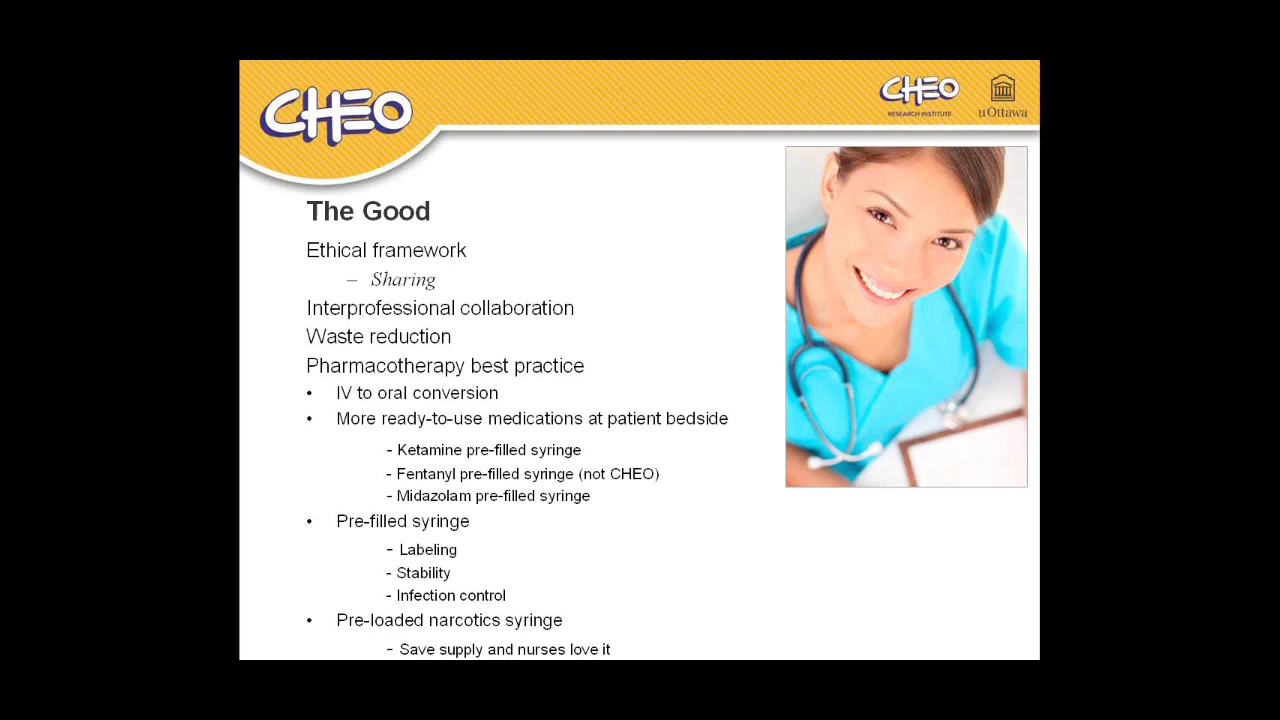 CHEO
CHEO
RESEARCH INSTITUTE
uOttawa
The Good
Ethical framework
– Sharing
Interprofessional collaboration
Waste reduction
Pharmacotherapy best practice
• IV to oral conversion
• More ready-to-use medications at patient bedside
- Ketamine pre-filled syringe
- Fentanyl pre-filled syringe (not CHEO)
- Midazolam pre-filled syringe
• Pre-filled syringe
- Labeling
- Stability
- Infection control
• Pre-loaded narcotics syringe
- Save supply and nurses love it